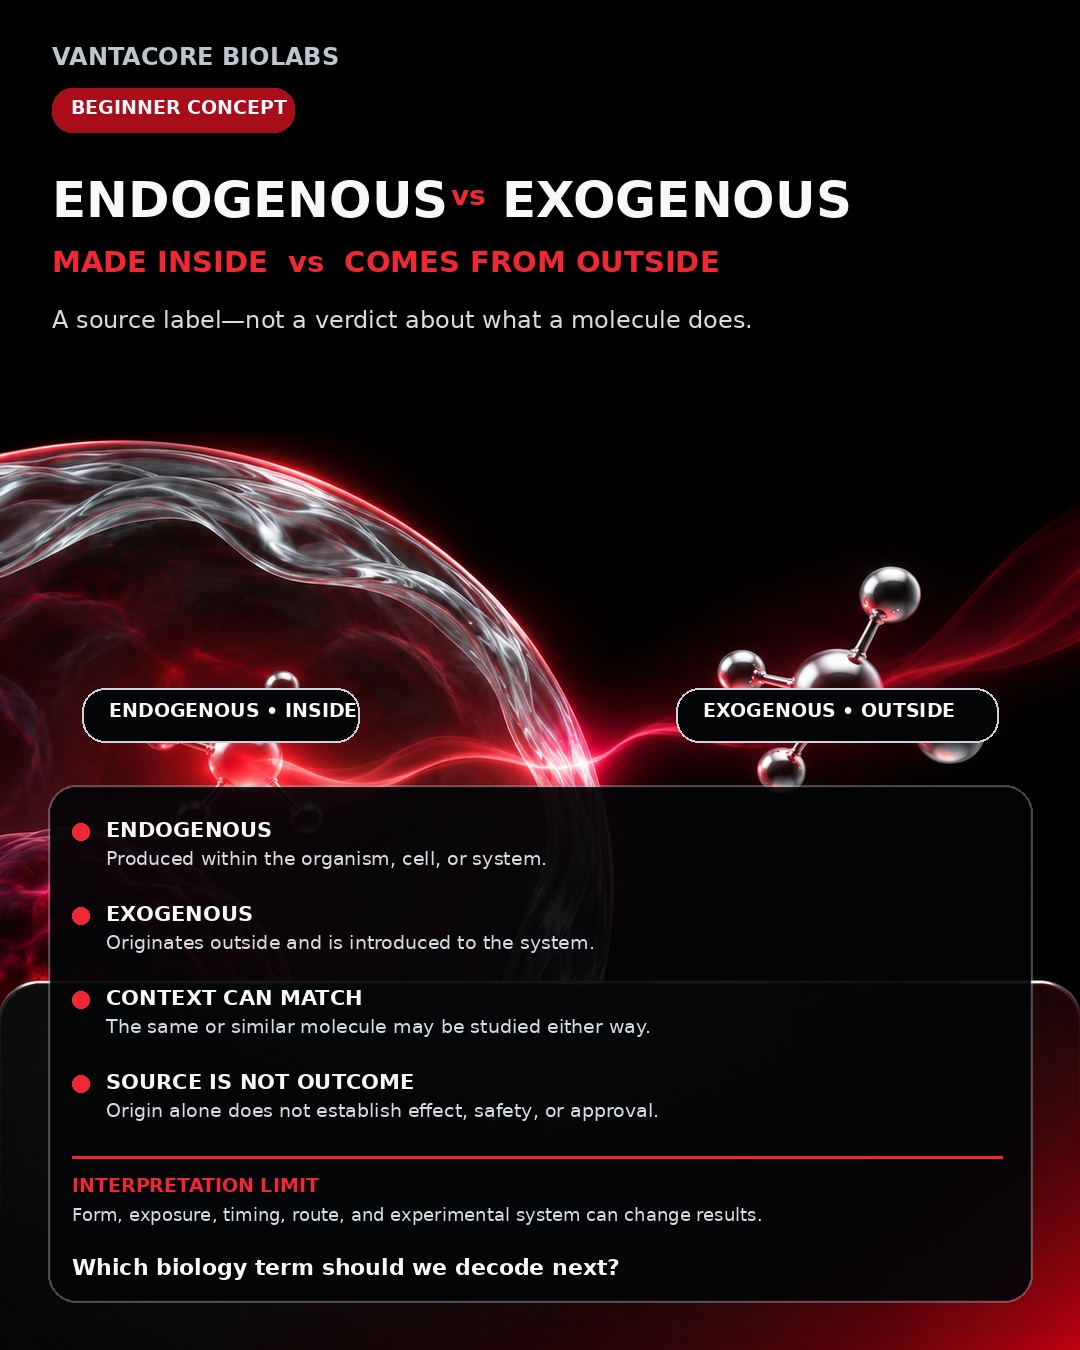 VANTACORE BIOLABS
BEGINNER CONCEPT
ENDOGENOUS vs EXOGENOUS
MADE INSIDE vs COMES FROM OUTSIDE
A source label—not a verdict about what a molecule does.
ENDOGENOUS • INSIDE
EXOGENOUS • OUTSIDE
ENDOGENOUS
Produced within the organism, cell, or system.
EXOGENOUS
Originates outside and is introduced to the system.
CONTEXT CAN MATCH
The same or similar molecule may be studied either way.
SOURCE IS NOT OUTCOME
Origin alone does not establish effect, safety, or approval.
INTERPRETATION LIMIT
Form, exposure, timing, route, and experimental system can change results.
Which biology term should we decode next?